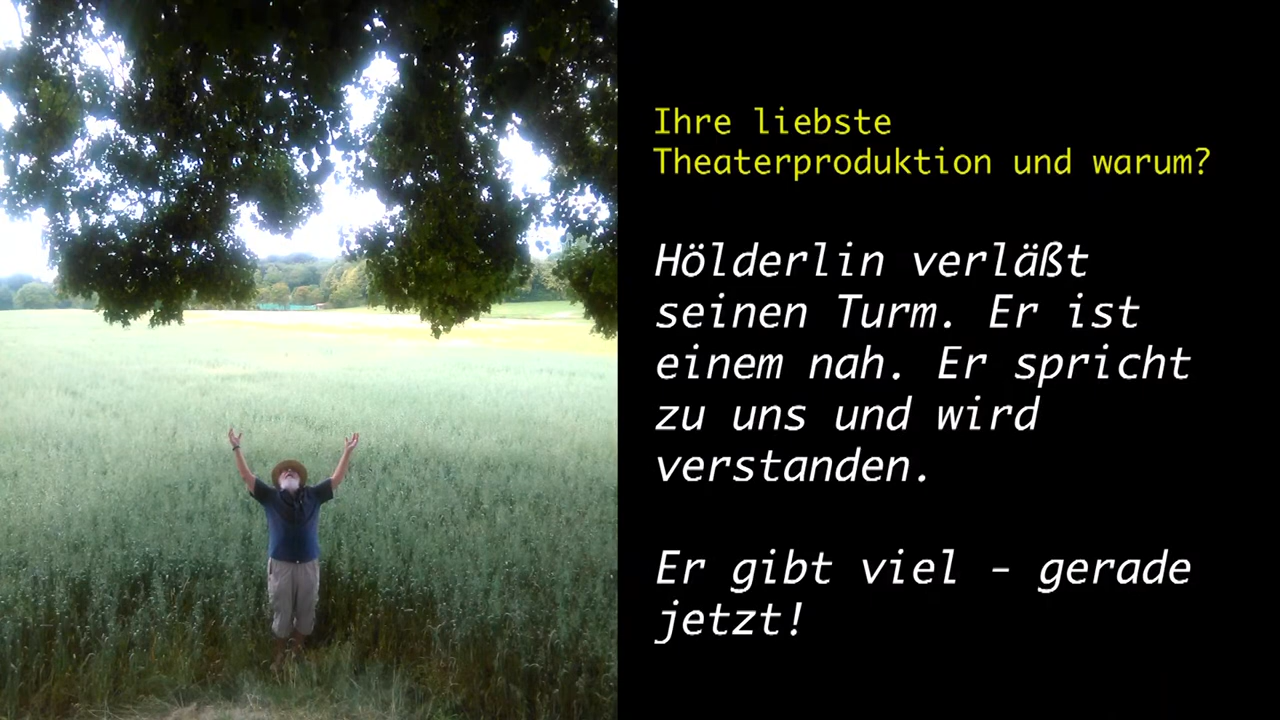 Ihre liebste
Theaterproduktion und warum?
Hölderlin verläßt
seinen Turm. Er ist
einem nah. Er spricht
zu uns und wird
verstanden.
Er gibt viel - gerade
jetzt!